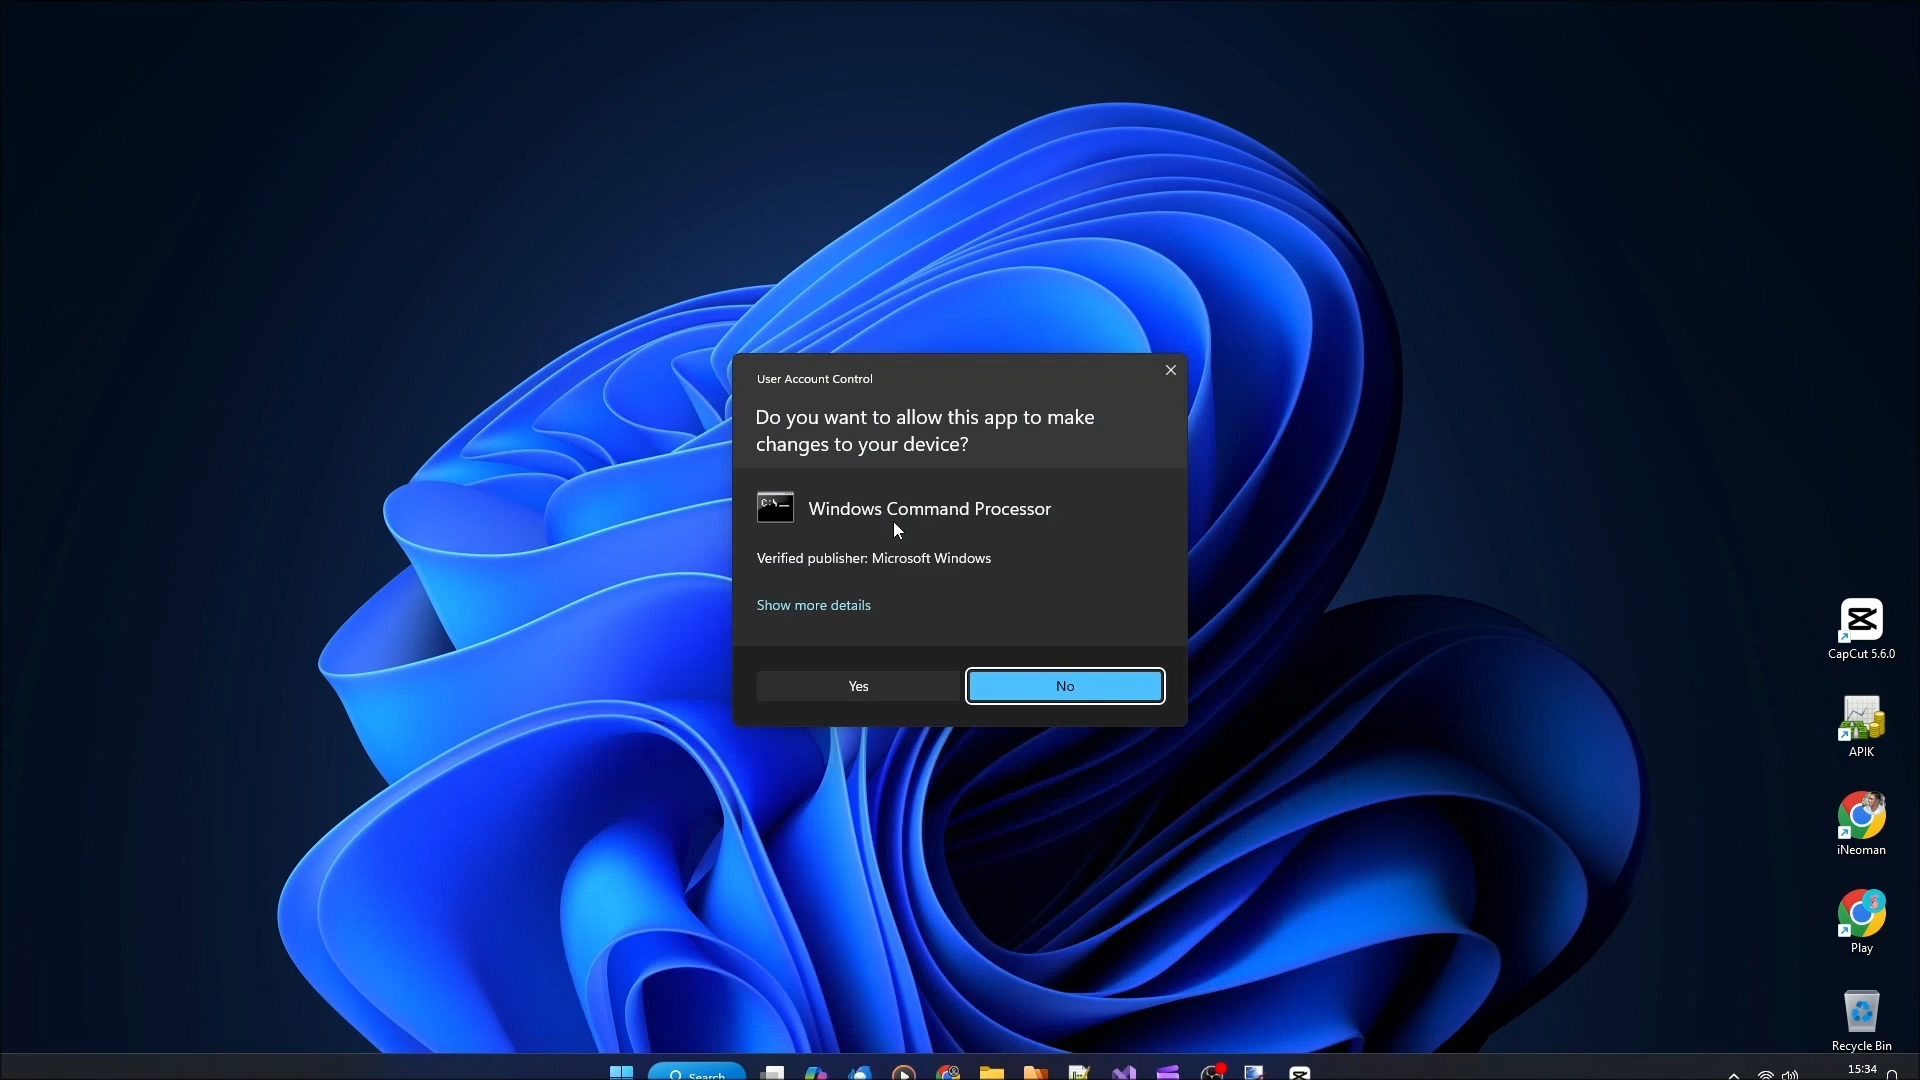 User Account Control
Do you want to allow this app to make
changes to your device?
C:\
Windows Command Processor
Verified publisher: Microsoft Windows
Show more details
Yes
No
CapCut 5.6.0
APIK
iNeoman
Play
Recycle Bin
Search
15:34